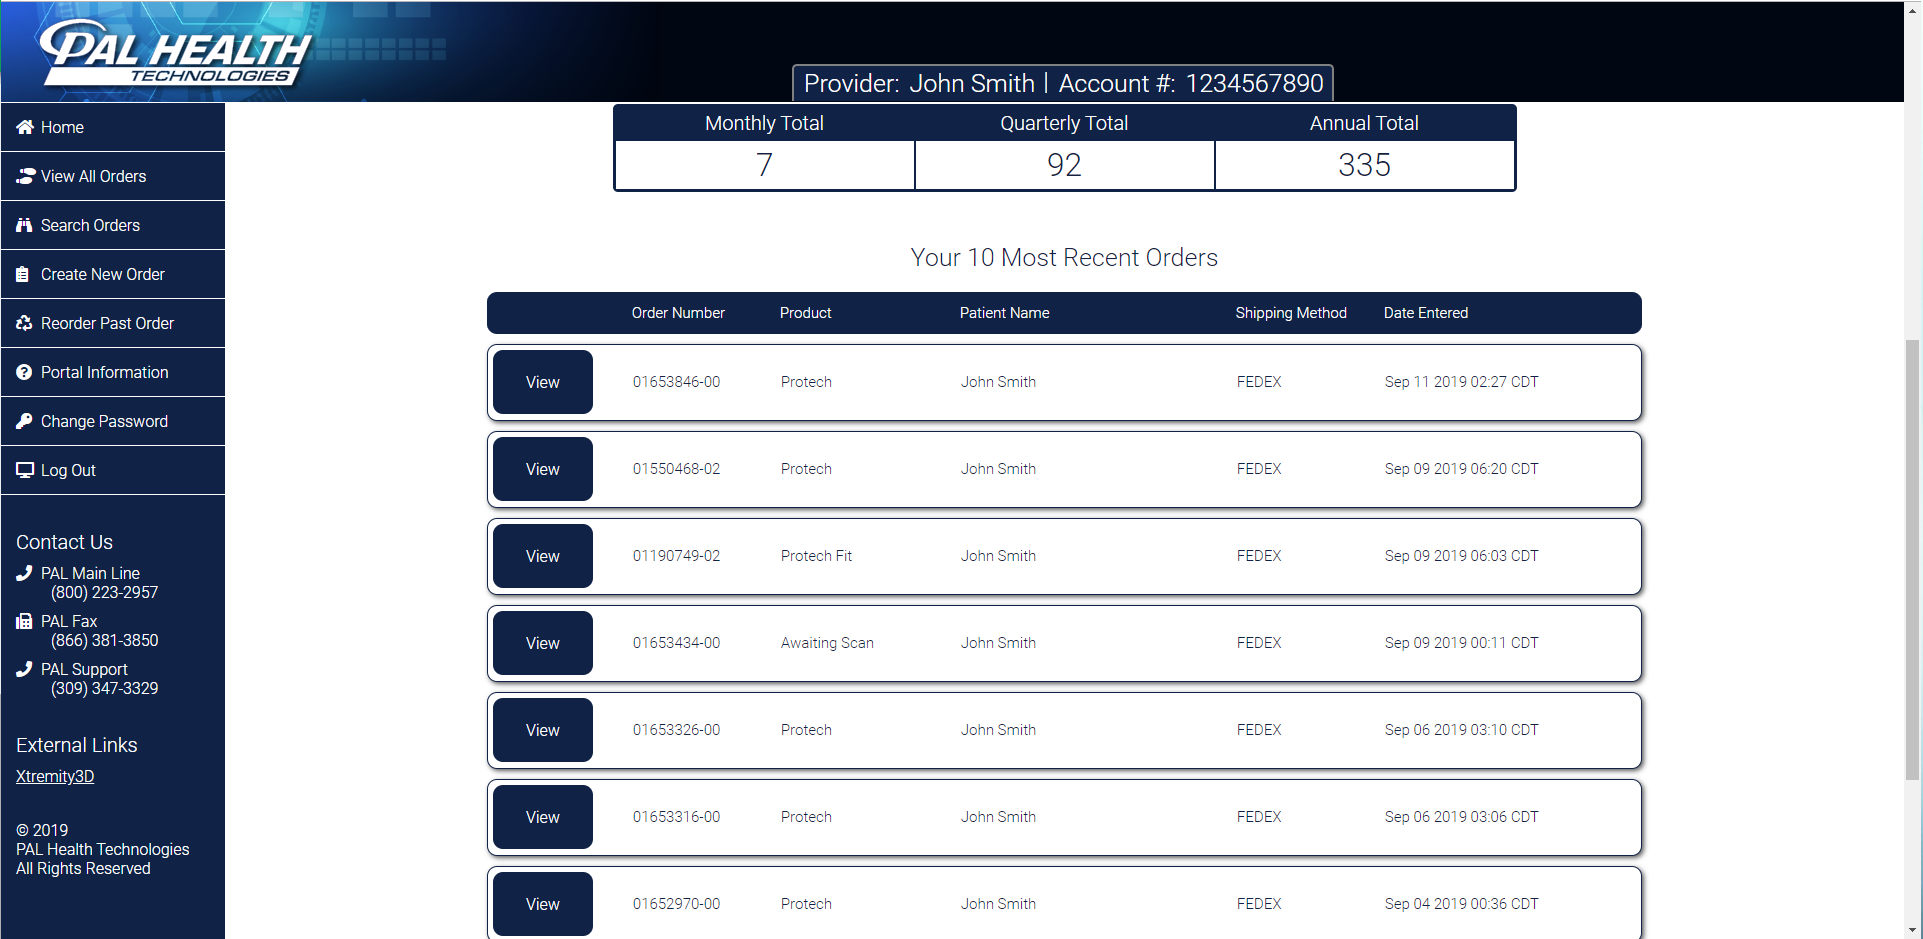 PAL HEALTH
TECHNOLOGIES
Provider: John Smith | Account #: 1234567890
Home
View All Orders
Search Orders
Create New Order
Reorder Past Order
Portal Information
Change Password
Log Out
Contact Us
PAL Main Line
(800) 223-2957
PAL Fax
(866) 381-3850
PAL Support
(309) 347-3329
External Links
Xtremity3D
© 2019
PAL Health Technologies
All Rights Reserved
Monthly Total Quarterly Total Annual Total
7 92 335
Your 10 Most Recent Orders
Order Number Product Patient Name Shipping Method Date Entered
View 01653846-00 Protech John Smith FEDEX Sep 11 2019 02:27 CDT
View 01550468-02 Protech John Smith FEDEX Sep 09 2019 06:20 CDT
View 01190749-02 Protech Fit John Smith FEDEX Sep 09 2019 06:03 CDT
View 01653434-00 Awaiting Scan John Smith FEDEX Sep 09 2019 00:11 CDT
View 01653326-00 Protech John Smith FEDEX Sep 06 2019 03:10 CDT
View 01653316-00 Protech John Smith FEDEX Sep 06 2019 03:06 CDT
View 01652970-00 Protech John Smith FEDEX Sep 04 2019 00:36 CDT